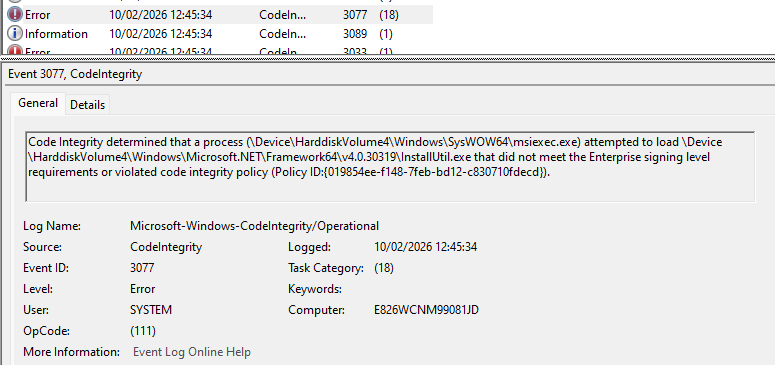 Error 10/02/2026 12:45:34 CodeIn... 3077 (18)
Information 10/02/2026 12:45:34 CodeIn... 3089 (1)
Error 10/02/2026 12:45:34 CodeIn... 3033 (1)
Event 3077, CodeIntegrity
General Details
Code Integrity determined that a process (\Device\HarddiskVolume4\Windows\SysWOW64\msiexec.exe) attempted to load \Device
\HarddiskVolume4\Windows\Microsoft.NET\Framework64\v4.0.30319\InstallUtil.exe that did not meet the Enterprise signing level
requirements or violated code integrity policy (Policy ID:{019854ee-f148-7feb-bd12-c830710fdecd}).
Log Name: Microsoft-Windows-CodeIntegrity/Operational
Source: CodeIntegrity Logged: 10/02/2026 12:45:34
Event ID: 3077 Task Category: (18)
Level: Error Keywords:
User: SYSTEM Computer: E826WCNM99081JD
OpCode: (111)
More Information: Event Log Online Help